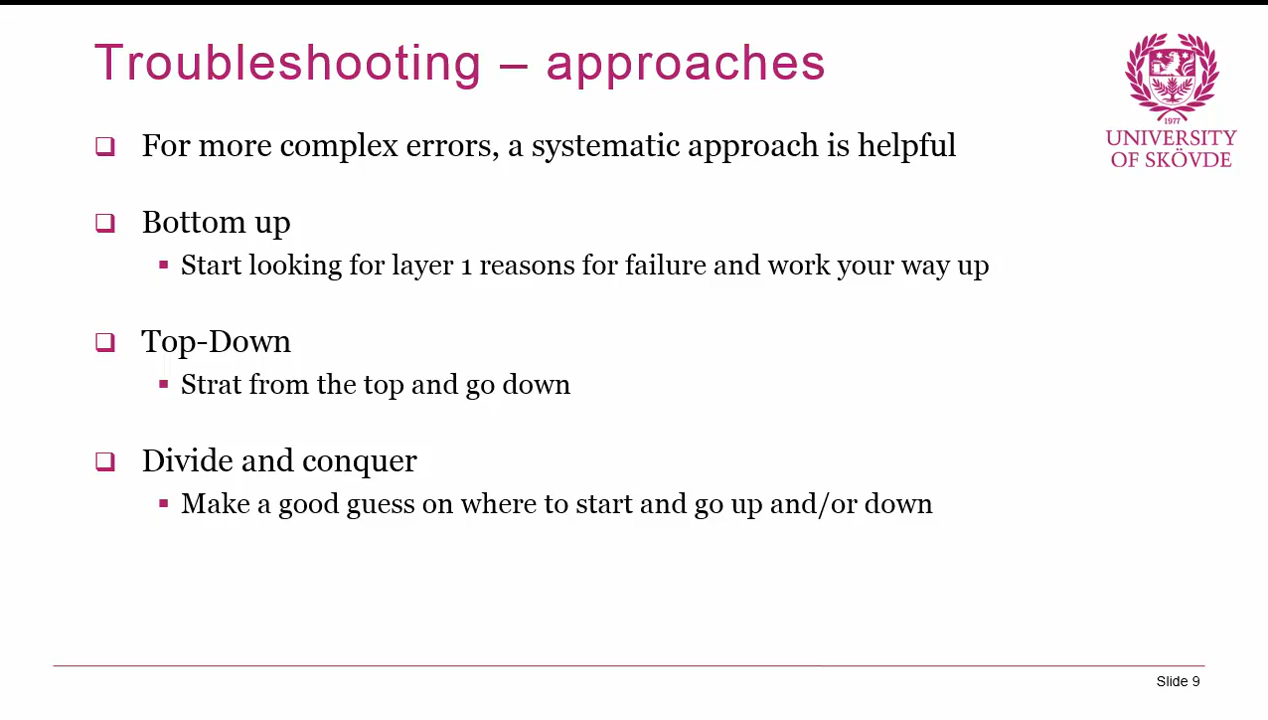 Troubleshooting – approaches
1977
UNIVERSITY
OF SKÖVDE
For more complex errors, a systematic approach is helpful
Bottom up
Start looking for layer 1 reasons for failure and work your way up
Top-Down
Strat from the top and go down
Divide and conquer
Make a good guess on where to start and go up and/or down
Slide 9